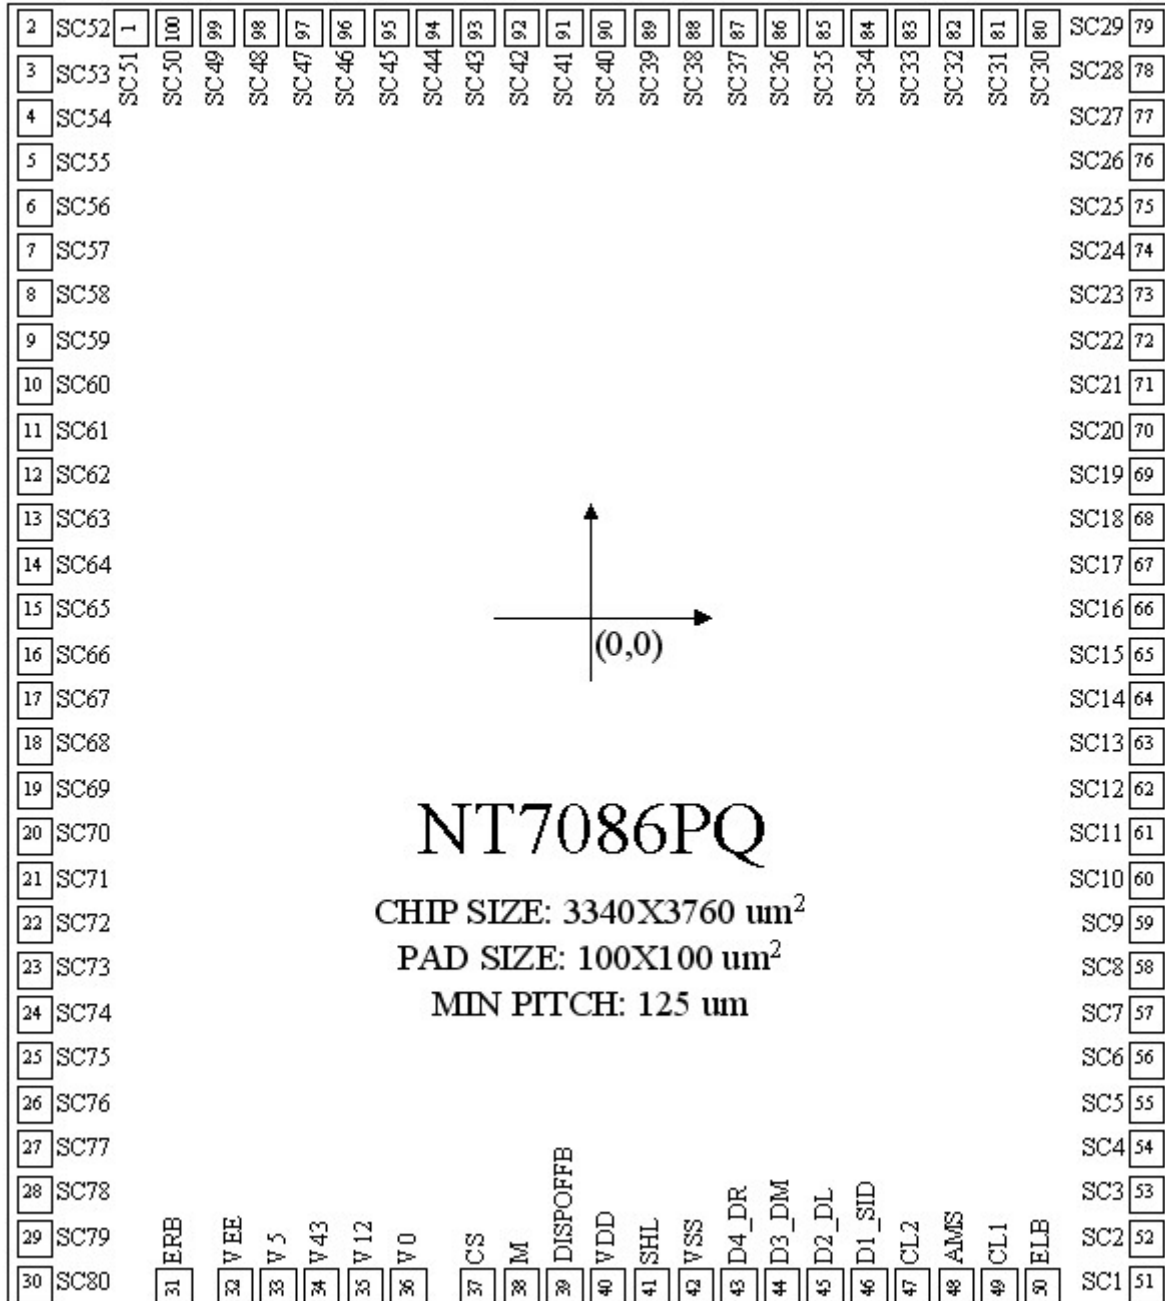 2 SC52 1 100 99 98 97 96 95 94 93 92 91 90 89 88 87 86 85 84 83 82 81 80 SC29 79
3 SC53 SC51 SC50 SC49 SC48 SC47 SC46 SC45 SC44 SC43 SC42 SC41 SC40 SC39 SC38 SC37 SC36 SC35 SC34 SC33 SC32 SC31 SC30 SC28 78
4 SC54 SC27 77
5 SC55 SC26 76
6 SC56 SC25 75
7 SC57 SC24 74
8 SC58 SC23 73
9 SC59 SC22 72
10 SC60 SC21 71
11 SC61 SC20 70
12 SC62 SC19 69
13 SC63 SC18 68
14 SC64 SC17 67
15 SC65 SC16 66
(0,0)
16 SC66 SC15 65
17 SC67 SC14 64
18 SC68 SC13 63
19 SC69 SC12 62
20 SC70 NT7086PQ SC11 61
21 SC71 SC10 60
22 SC72 CHIP SIZE: 3340X3760 um² SC9 59
23 SC73 PAD SIZE: 100X100 um² SC8 58
24 SC74 MIN PITCH: 125 um SC7 57
25 SC75 SC6 56
26 SC76 SC5 55
27 SC77 SC4 54
28 SC78 SC3 53
29 SC79 ERB VEE V5 V43 V12 V0 CS M DISPOFFB VDD SHL VSS D4_DR D3_DM D2_DL D1_SID CL2 AMS CL1 ELB SC2 52
30 SC80 31 32 33 34 35 36 37 38 39 40 41 42 43 44 45 46 47 48 49 50 SC1 51